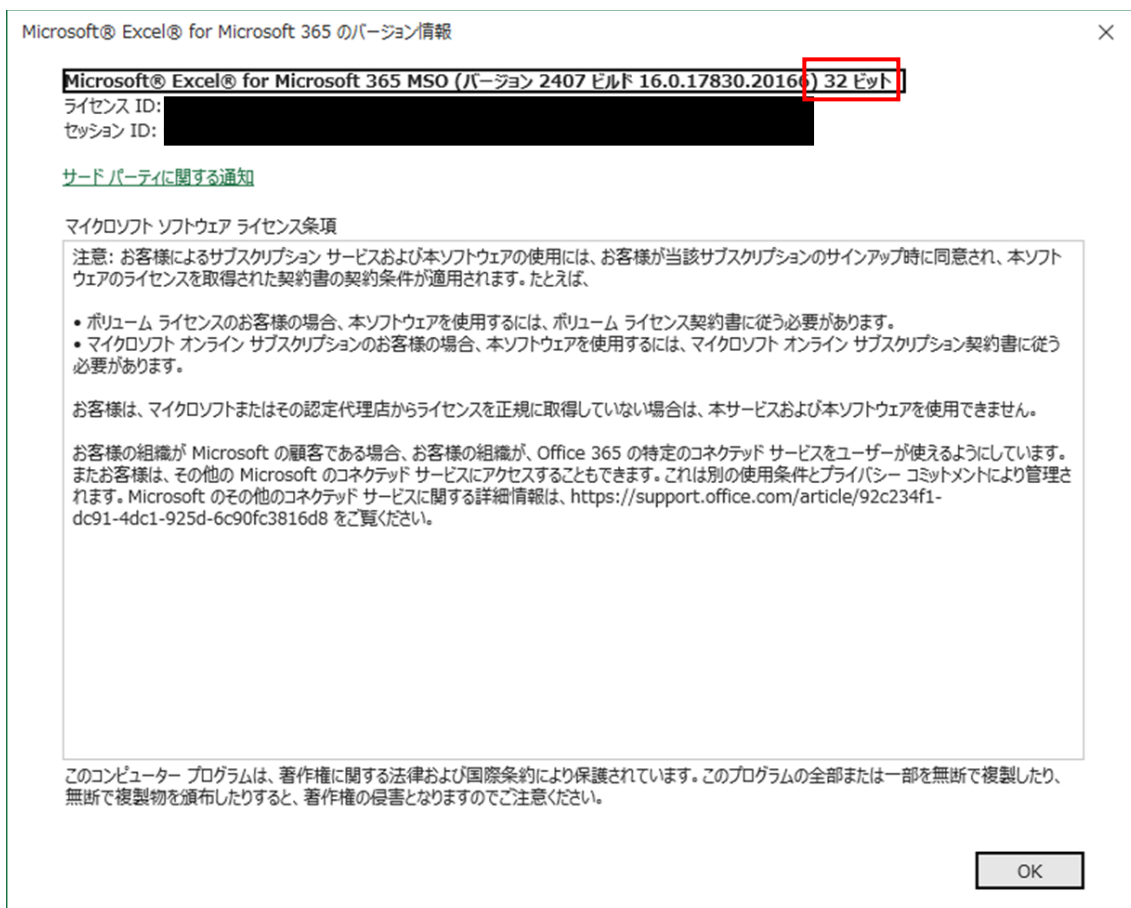 Microsoft® Excel® for Microsoft 365 のバージョン情報
Microsoft® Excel® for Microsoft 365 MSO (バージョン 2407 ビルド 16.0.17830.20166) 32 ビット
ライセンス ID:
セッション ID:
サード パーティに関する通知
マイクロソフト ソフトウェア ライセンス条項
注意: お客様によるサブスクリプション サービスおよび本ソフトウェアの使用には、お客様が当該サブスクリプションのサインアップ時に同意され、本ソフト
ウェアのライセンスを取得された契約書の契約条件が適用されます。たとえば、
• ボリューム ライセンスのお客様の場合、本ソフトウェアを使用するには、ボリューム ライセンス契約書に従う必要があります。
• マイクロソフト オンライン サブスクリプションのお客様の場合、本ソフトウェアを使用するには、マイクロソフト オンライン サブスクリプション契約書に従う
必要があります。
お客様は、マイクロソフトまたはその認定代理店からライセンスを正規に取得していない場合は、本サービスおよび本ソフトウェアを使用できません。
お客様の組織が Microsoft の顧客である場合、お客様の組織が、Office 365 の特定のコネクテッド サービスをユーザーが使えるようにしています。
またお客様は、その他の Microsoft のコネクテッド サービスにアクセスすることもできます。これは別の使用条件とプライバシー コミットメントにより管理さ
れます。Microsoft のその他のコネクテッド サービスに関する詳細情報は、https://support.office.com/article/92c234f1-
dc91-4dc1-925d-6c90fc3816d8 をご覧ください。
このコンピューター プログラムは、著作権に関する法律および国際条約により保護されています。このプログラムの全部または一部を無断で複製したり、
無断で複製物を頒布したりすると、著作権の侵害となりますのでご注意ください。
OK